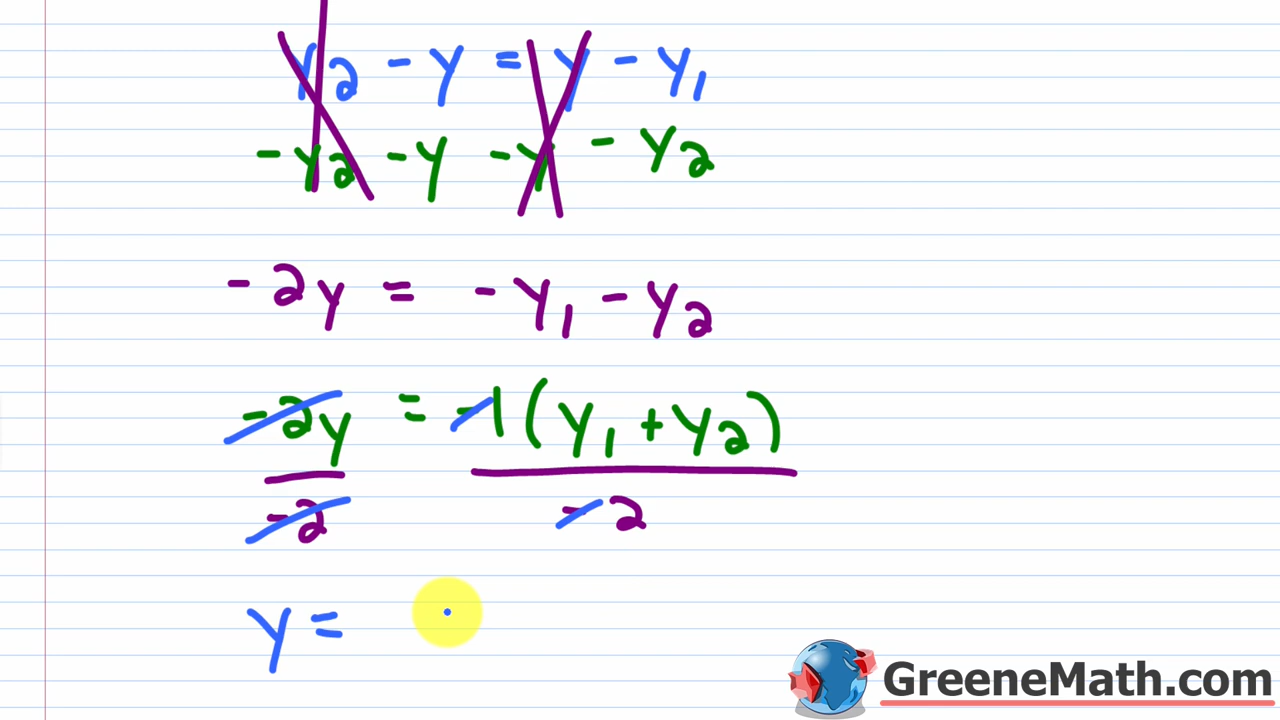 y₂ - y = y - y₁
- y₂ - y - y - y₂
- 2y = - y₁ - y₂
-2y = -1 (y₁ + y₂)
-2 -2
y =
GreeneMath.com